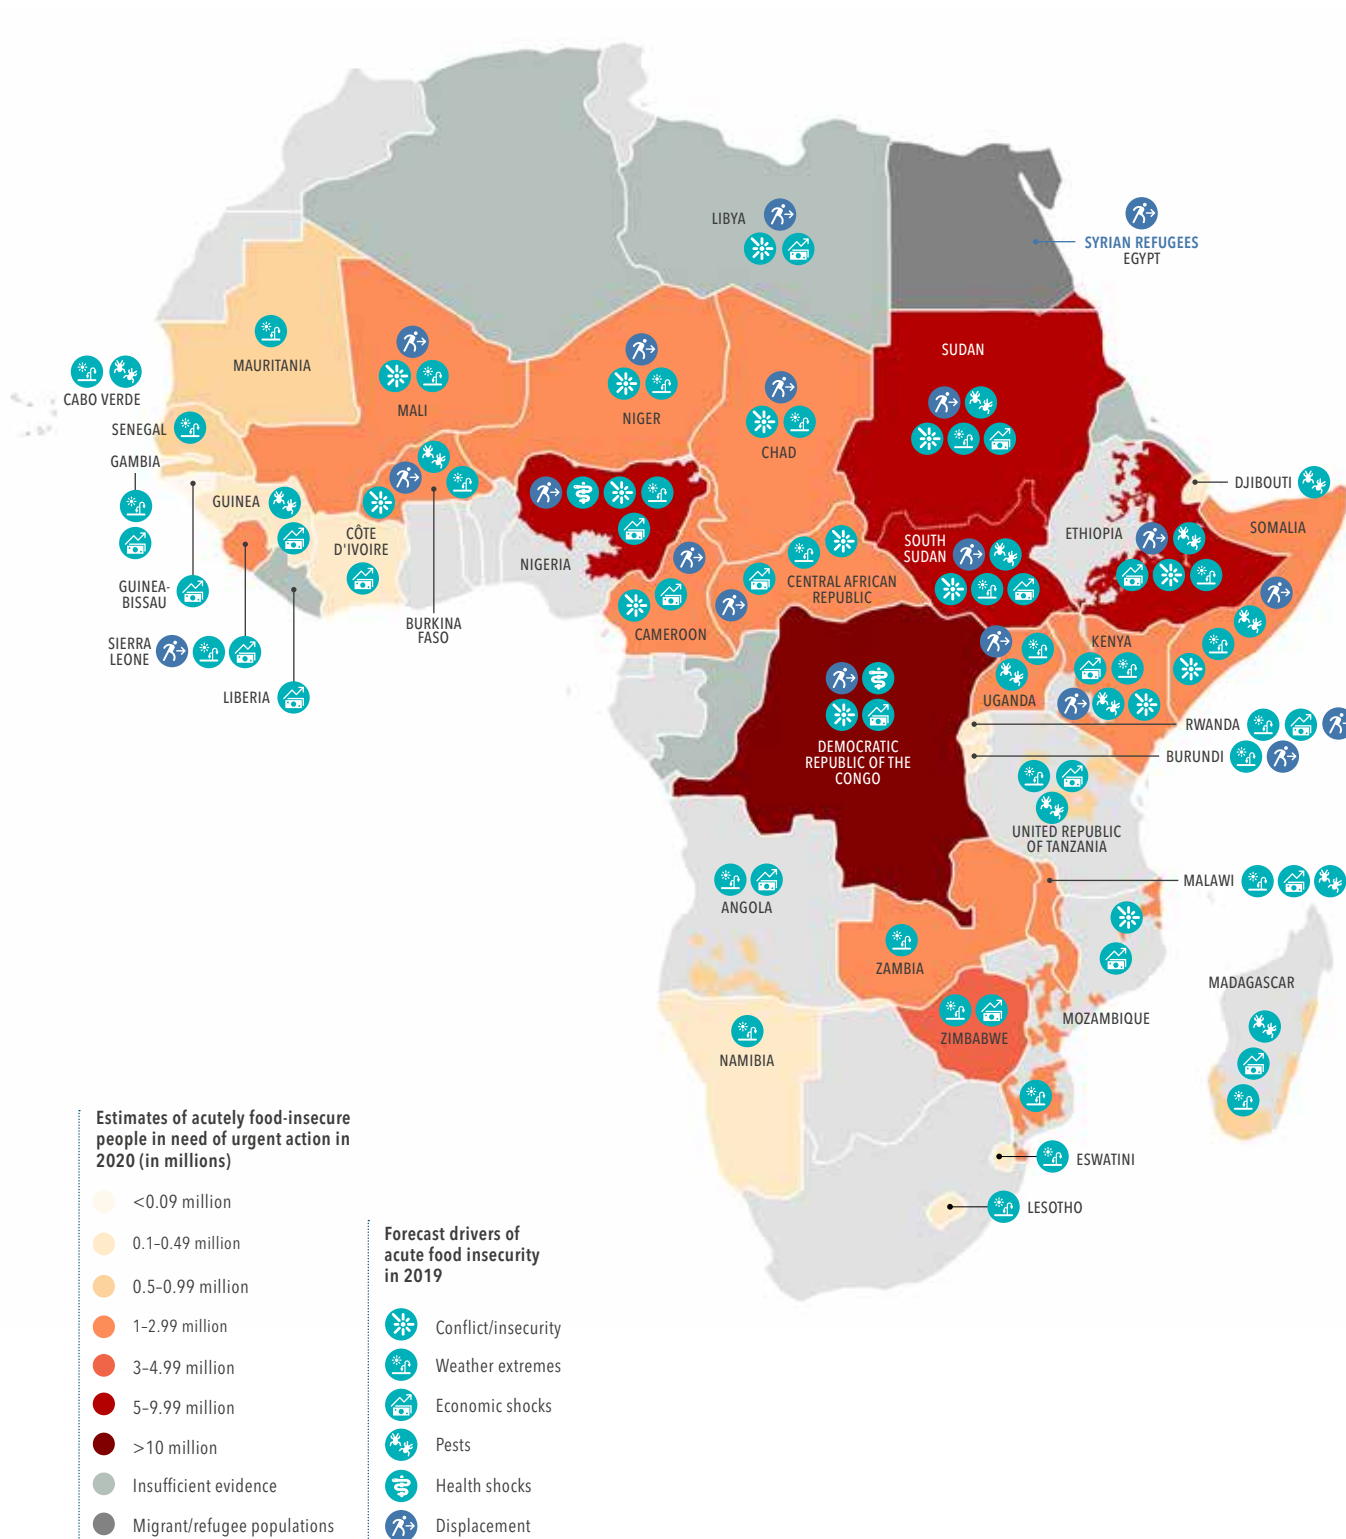 LIBYA
SYRIAN REFUGEES
EGYPT
MAURITANIA
MALI
NIGER
CHAD
SUDAN
CABO VERDE
SENEGAL
GAMBIA
GUINEA
CÔTE
D'IVOIRE
GUINEA-
BISSAU
SIERRA
LEONE
LIBERIA
BURKINA
FASO
NIGERIA
CAMEROON
CENTRAL AFRICAN
REPUBLIC
SOUTH
SUDAN
ETHIOPIA
DJIBOUTI
SOMALIA
KENYA
UGANDA
RWANDA
BURUNDI
DEMOCRATIC
REPUBLIC OF THE
CONGO
UNITED REPUBLIC
OF TANZANIA
MALAWI
ANGOLA
ZAMBIA
MADAGASCAR
MOZAMBIQUE
ZIMBABWE
NAMIBIA
ESWATINI
LESOTHO
Estimates of acutely food-insecure
people in need of urgent action in
2020 (in millions)
<0.09 million
0.1–0.49 million
0.5–0.99 million
1–2.99 million
3–4.99 million
5–9.99 million
>10 million
Insufficient evidence
Migrant/refugee populations
Forecast drivers of
acute food insecurity
in 2019
Conflict/insecurity
Weather extremes
Economic shocks
Pests
Health shocks
Displacement